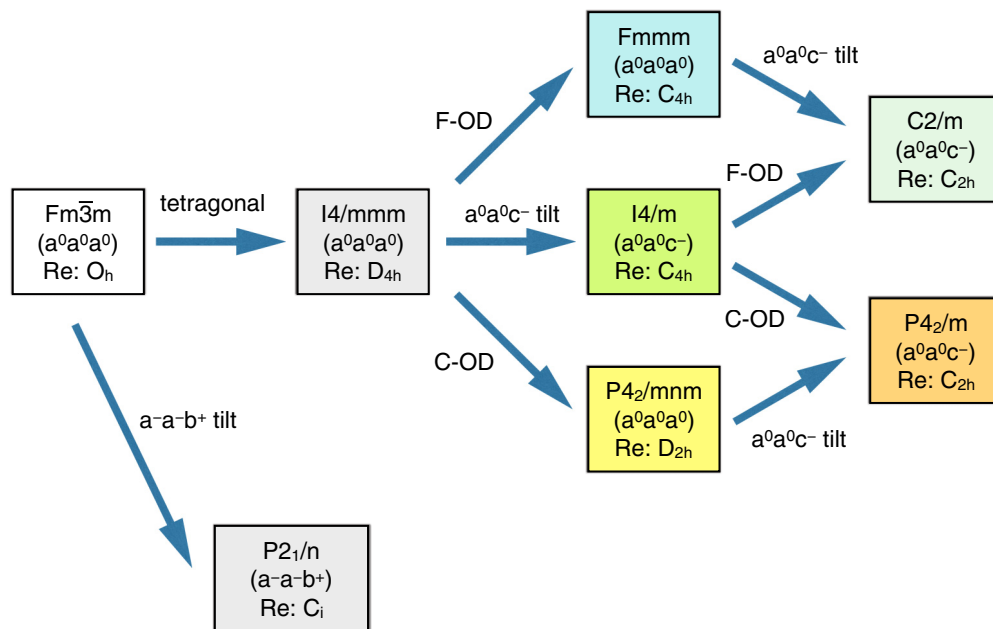 Fmmm
(a⁰a⁰a⁰)
Re: C₄ₕ
a⁰a⁰c⁻ tilt
F-OD
C2/m
(a⁰a⁰c⁻)
Re: C₂ₕ
F-OD
Fm3̅m
(a⁰a⁰a⁰)
Re: Oₕ
tetragonal
I4/mmm
(a⁰a⁰a⁰)
Re: D₄ₕ
a⁰a⁰c⁻ tilt
I4/m
(a⁰a⁰c⁻)
Re: C₄ₕ
C-OD
C-OD
P4₂/m
(a⁰a⁰c⁻)
Re: C₂ₕ
P4₂/mnm
(a⁰a⁰a⁰)
Re: D₂ₕ
a⁰a⁰c⁻ tilt
a⁻a⁻b⁺ tilt
P2₁/n
(a⁻a⁻b⁺)
Re: Cᵢ